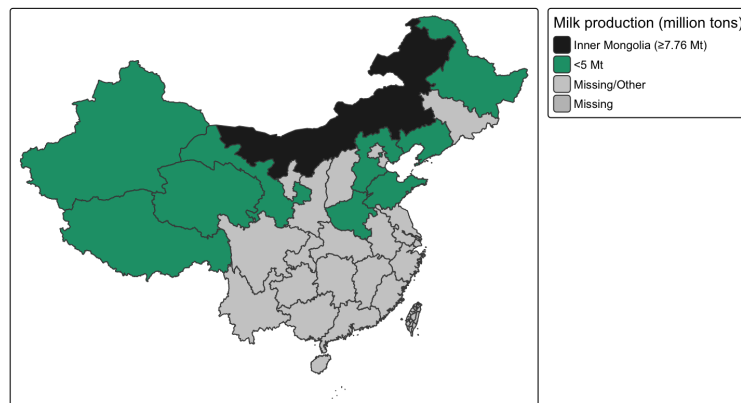 Milk production (million tons)
Inner Mongolia (≥7.76 Mt)
<5 Mt
Missing/Other
Missing